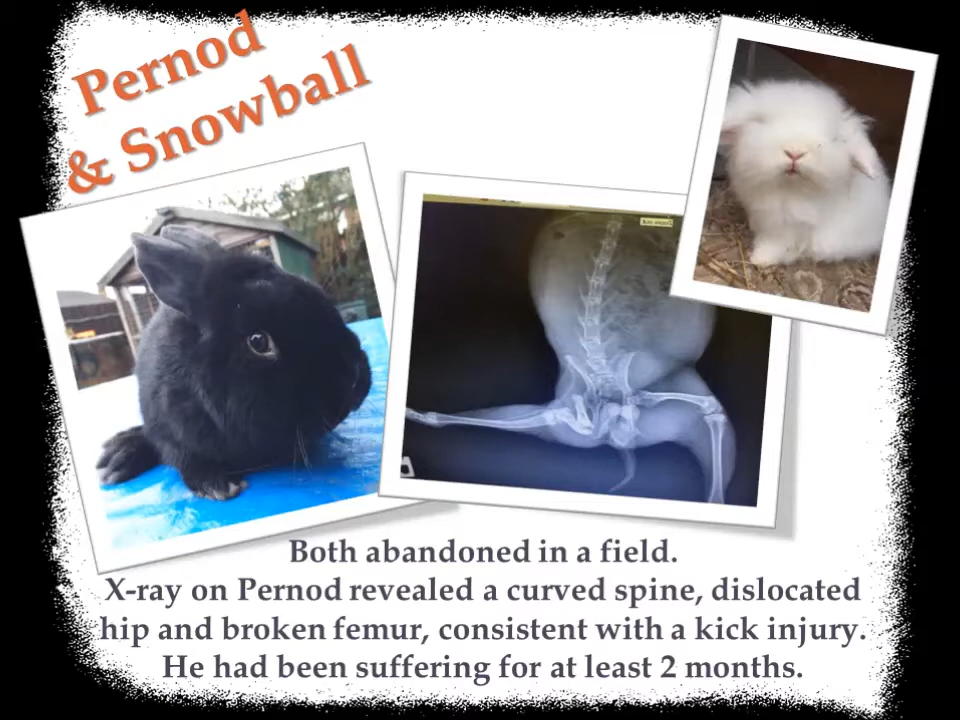 Pernod
& Snowball
Both abandoned in a field.
X-ray on Pernod revealed a curved spine, dislocated
hip and broken femur, consistent with a kick injury.
He had been suffering for at least 2 months.